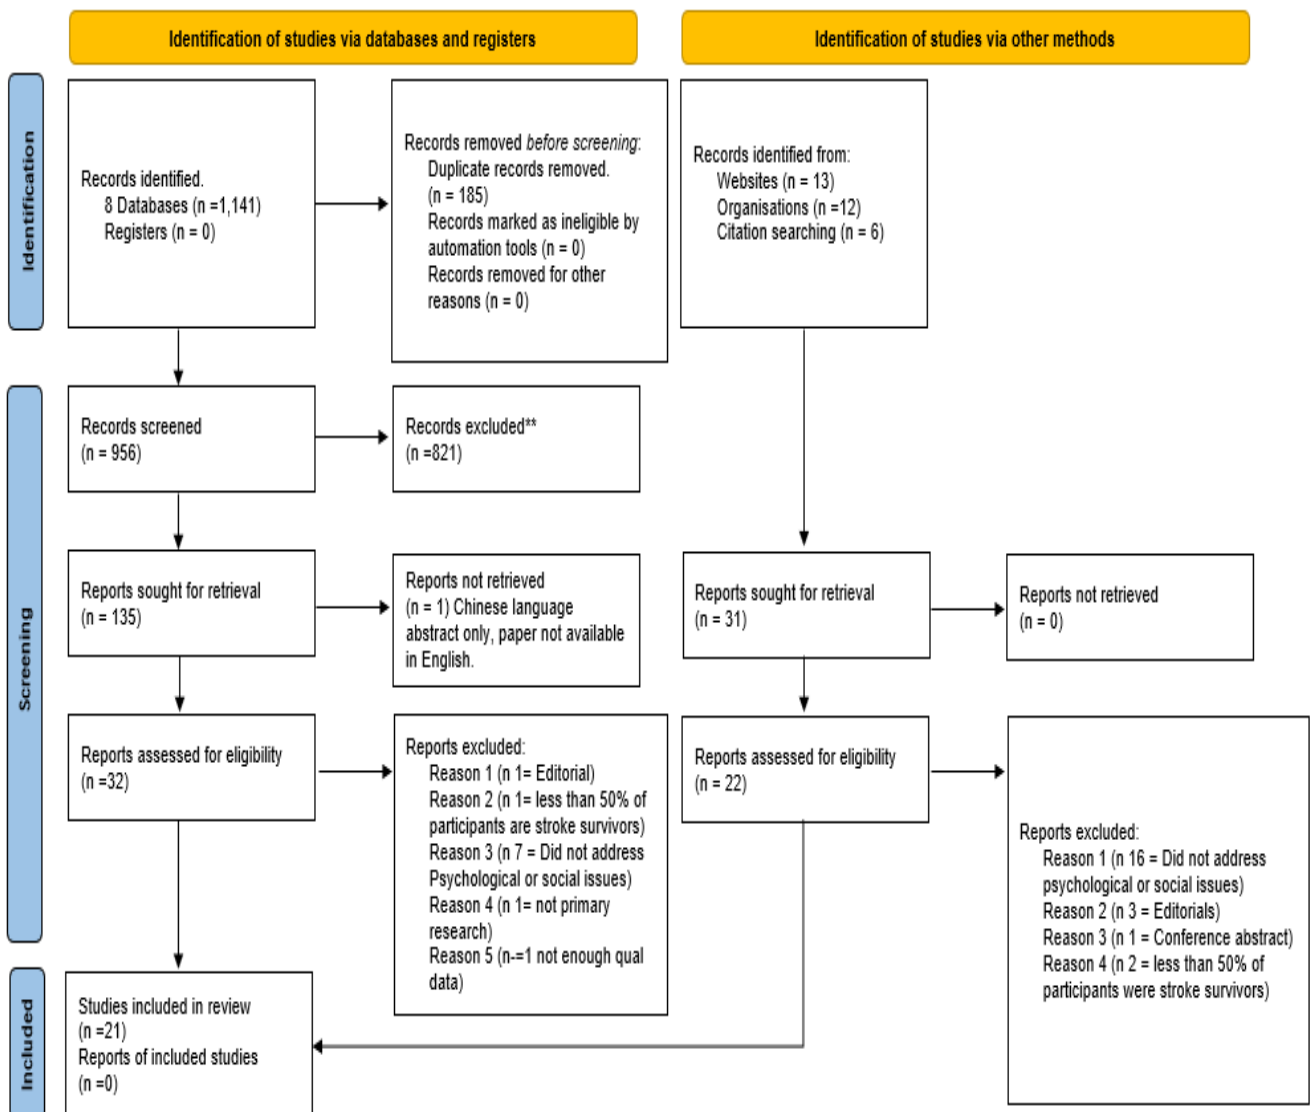 Identification of studies via databases and registers
Identification of studies via other methods
Identification
Records identified.
8 Databases (n =1,141)
Registers (n = 0)
Records removed before screening:
Duplicate records removed.
(n = 185)
Records marked as ineligible by
automation tools (n = 0)
Records removed for other
reasons (n = 0)
Records identified from:
Websites (n = 13)
Organisations (n =12)
Citation searching (n = 6)
Screening
Records screened
(n = 956)
Records excluded**
(n =821)
Reports sought for retrieval
(n = 135)
Reports not retrieved
(n = 1) Chinese language
abstract only, paper not available
in English.
Reports sought for retrieval
(n = 31)
Reports not retrieved
(n = 0)
Reports assessed for eligibility
(n =32)
Reports excluded:
Reason 1 (n 1= Editorial)
Reason 2 (n 1= less than 50% of
participants are stroke survivors)
Reason 3 (n 7 = Did not address
Psychological or social issues)
Reason 4 (n 1= not primary
research)
Reason 5 (n-=1 not enough qual
data)
Reports assessed for eligibility
(n = 22)
Reports excluded:
Reason 1 (n 16 = Did not address
psychological or social issues)
Reason 2 (n 3 = Editorials)
Reason 3 (n 1 = Conference abstract)
Reason 4 (n 2 = less than 50% of
participants were stroke survivors)
Included
Studies included in review
(n =21)
Reports of included studies
(n =0)